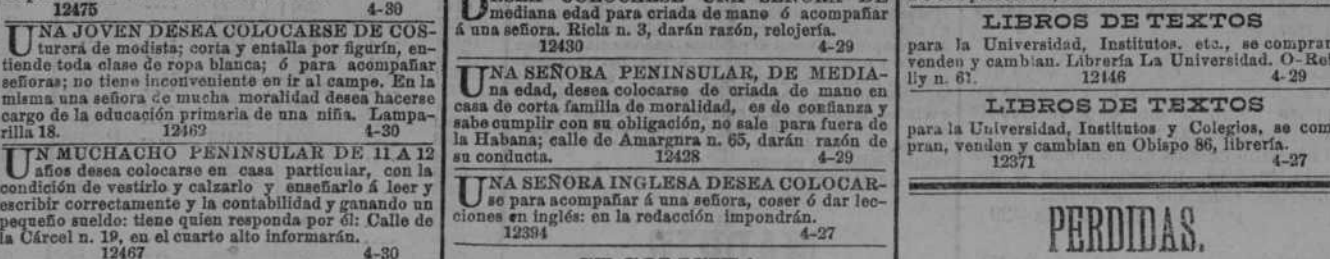 12475 4-30
UNA JOVEN DESEA COLOCARSE DE COS-
turera de modista; corta y entalla por figurín, en-
tiende toda clase de ropa blanca; ó para acompañar
señoras; no tiene inconveniente en ir al campo. En la
misma una señora de mucha moralidad desea hacerse
cargo de la educación primaria de una niña. Lampa-
rilla 18. 12462 4-30
UN MUCHACHO PENINSULAR DE 11 A 12
años desea colocarse en casa particular, con la
condición de vestirlo y calzarlo y enseñarlo á leer y
escribir correctamente y la contabilidad y ganando un
pequeño sueldo: tiene quien responda por él: Calle de
la Cárcel n. 19, en el cuarto alto informarán.
12467 4-30
COLOCARSE UNA SEÑORA DE
mediana edad para criada de mano ó acompañar
á una señora. Ricla n. 3, darán razón, relojería.
12430 4-29
UNA SEÑORA PENINSULAR, DE MEDIA-
na edad, desea colocarse de criada de mano en
casa de corta familia de moralidad, es de confianza y
sabe cumplir con su obligación, no sale para fuera de
la Habana; calle de Amargnra n. 65, darán razón de
su conducta. 12428 4-29
UNA SEÑORA INGLESA DESEA COLOCAR-
se para acompañar á una señora, coser ó dar lec-
ciones en inglés: en la redacción impondrán.
12394 4-27
LIBROS DE TEXTOS
para la Universidad, Institutos. etc., se compran
venden y cambian. Librería La Universidad. O-Rei
lly n. 61. 12446 4-29
LIBROS DE TEXTOS
para la Universidad, Institutos y Colegios, se com
pran, venden y cambian en Obispo 86, librería.
12371 4-27
PERDIDAS.